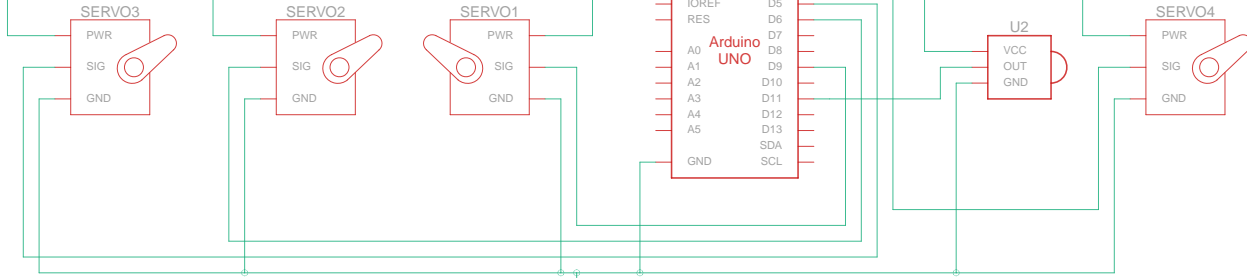 SERVO3
PWR
SIG
GND
SERVO2
PWR
SIG
GND
SERVO1
PWR
SIG
GND
IOREF
RES
A0
A1
A2
A3
A4
A5
GND
Arduino
UNO
D5
D6
D7
D8
D9
D10
D11
D12
D13
SDA
SCL
U2
VCC
OUT
GND
SERVO4
PWR
SIG
GND